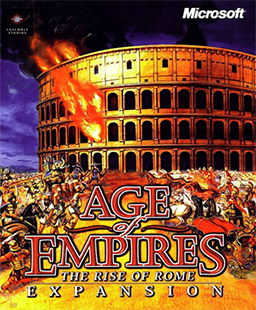 Microsoft
ENSEMBLE
STUDIOS
AGE
of
EMPIRES
THE RISE OF ROME
EXPANSION